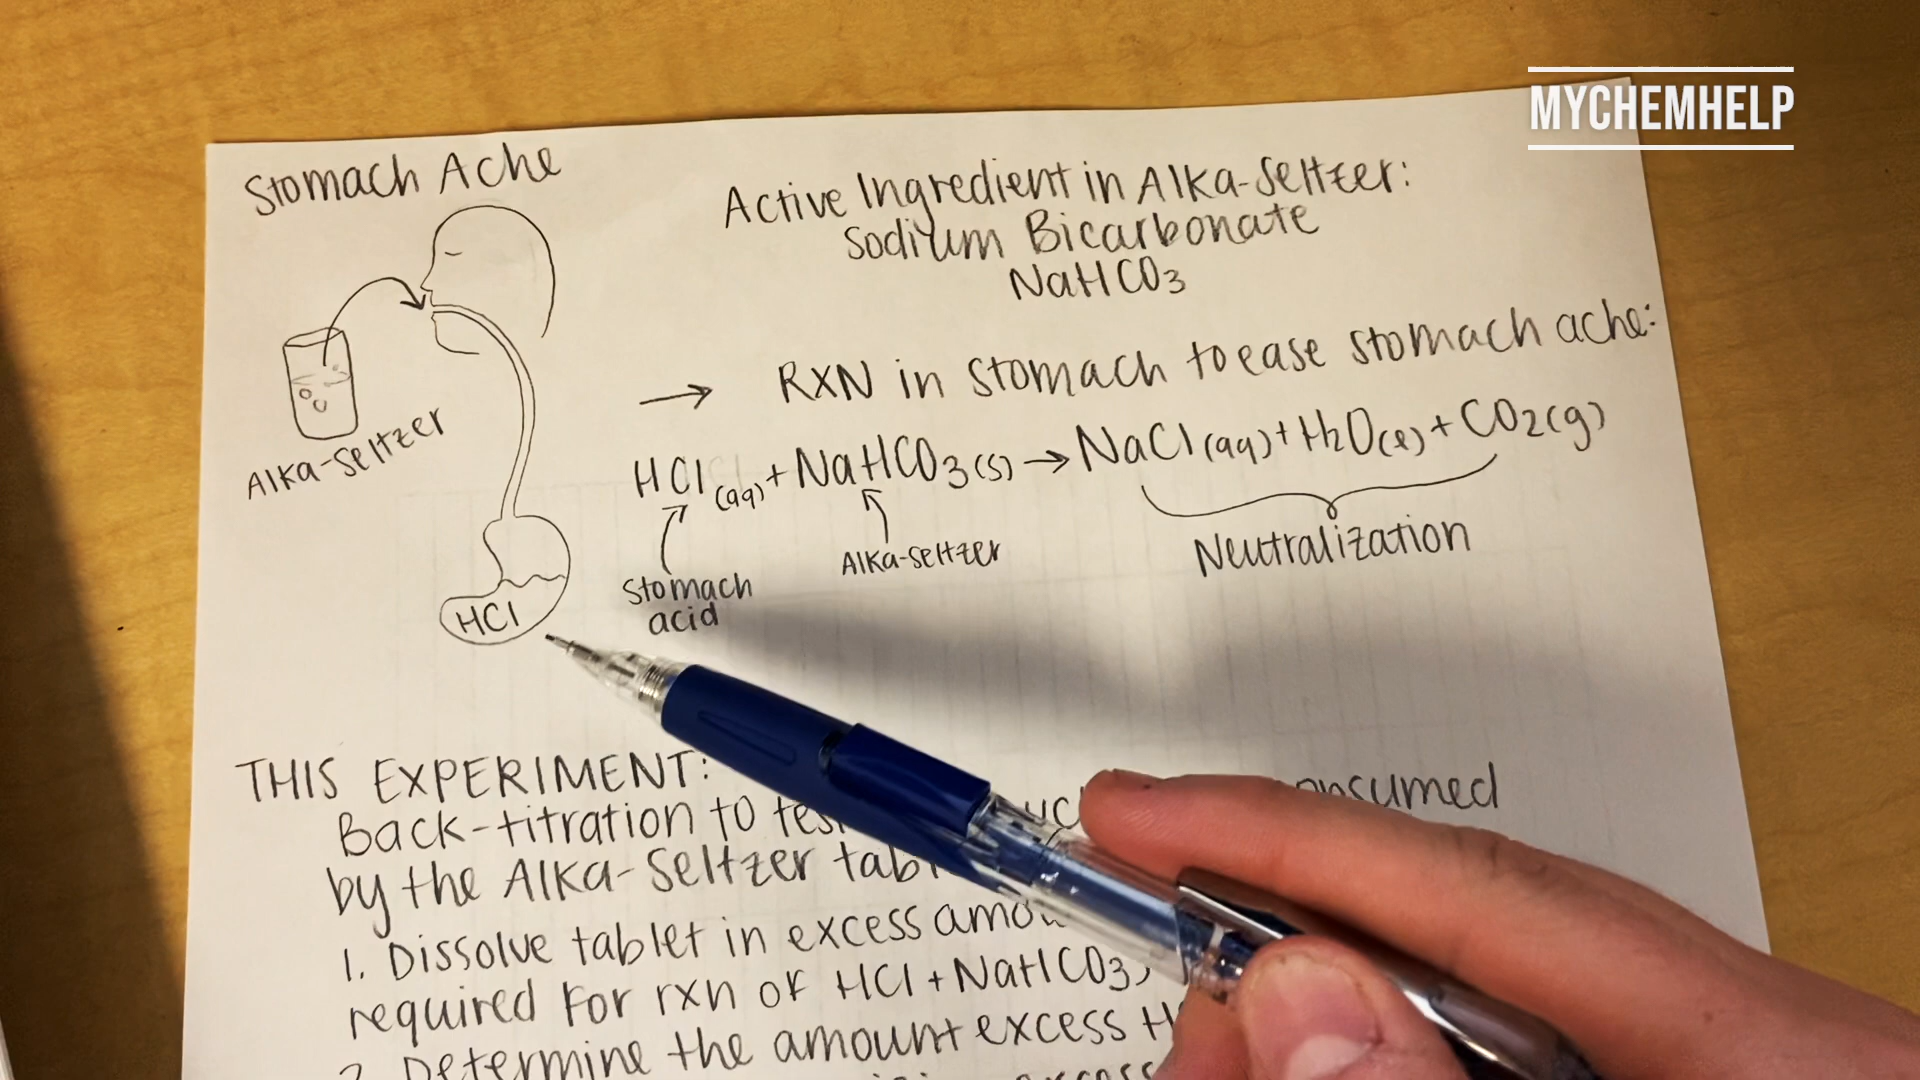 MYCHEMHELP
Stomach Ache
Alka-Seltzer
HCl
Active Ingredient in Alka-Seltzer:
Sodium Bicarbonate
NaHCO3
→ RXN in stomach to ease stomach ache:
HCl(aq) + NaHCO3(s) → NaCl(aq) + H2O(l) + CO2(g)
Stomach
acid
Alka-Seltzer
Neutralization
THIS EXPERIMENT:
Back-titration to consumed
by the Alka-Seltzer
1. Dissolve tablet in excess
required for rxn of HCl + NaHCO3,
2. Determine the amount excess